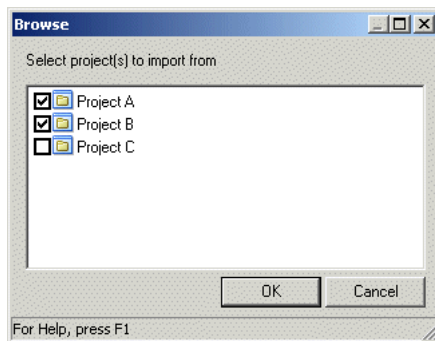 Browse
Select project(s) to import from
Project A
Project B
Project C
OK
Cancel
For Help, press F1